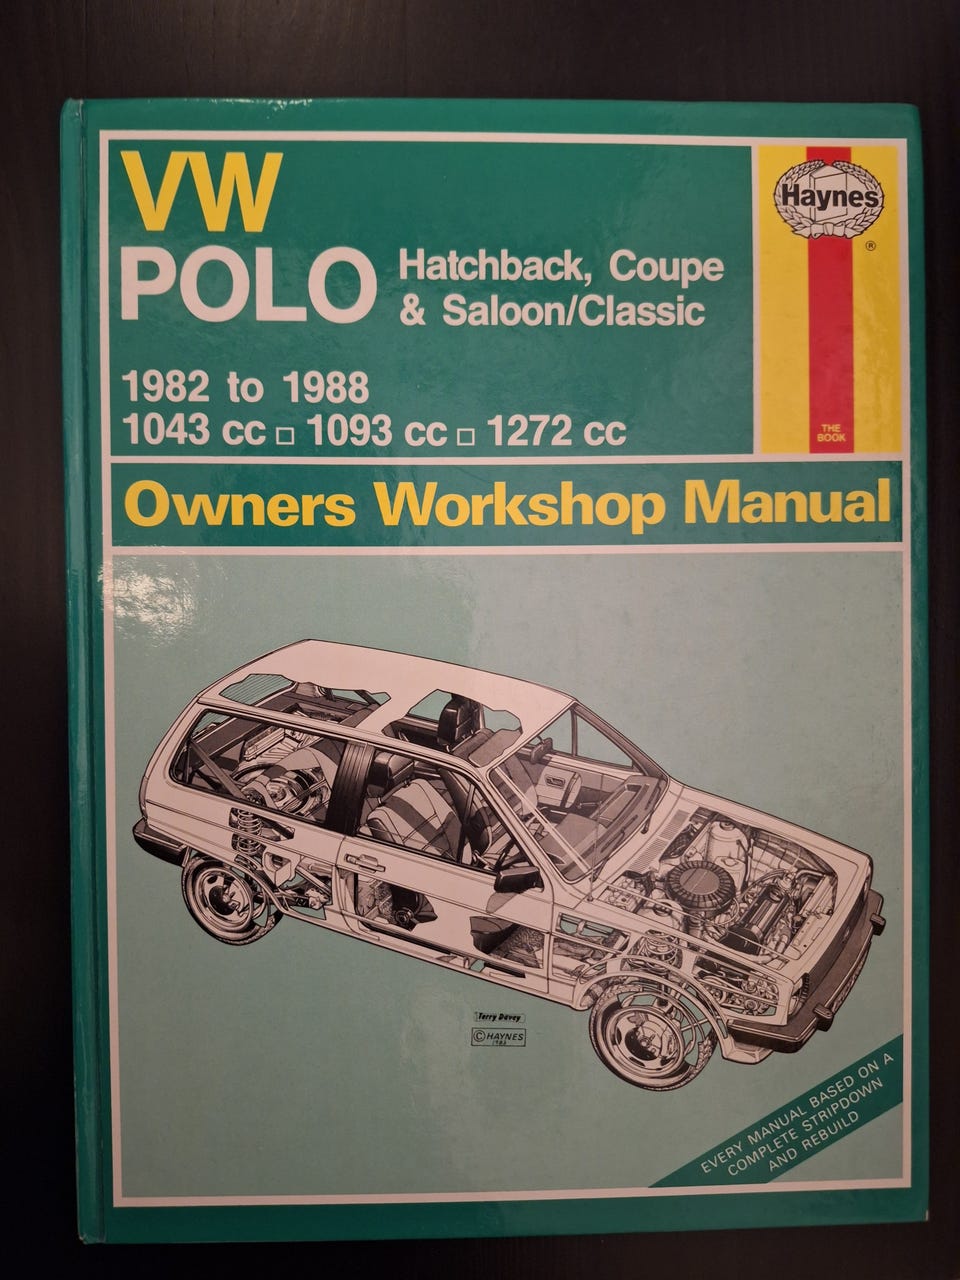 VW
POLO
Hatchback, Coupe
& Saloon/Classic
1982 to 1988
1043 cc □ 1093 cc □ 1272 cc
Haynes
®
THE
BOOK
Owners Workshop Manual
Terry Davey
© HAYNES
1982
EVERY MANUAL BASED ON A
COMPLETE STRIPDOWN
AND REBUILD